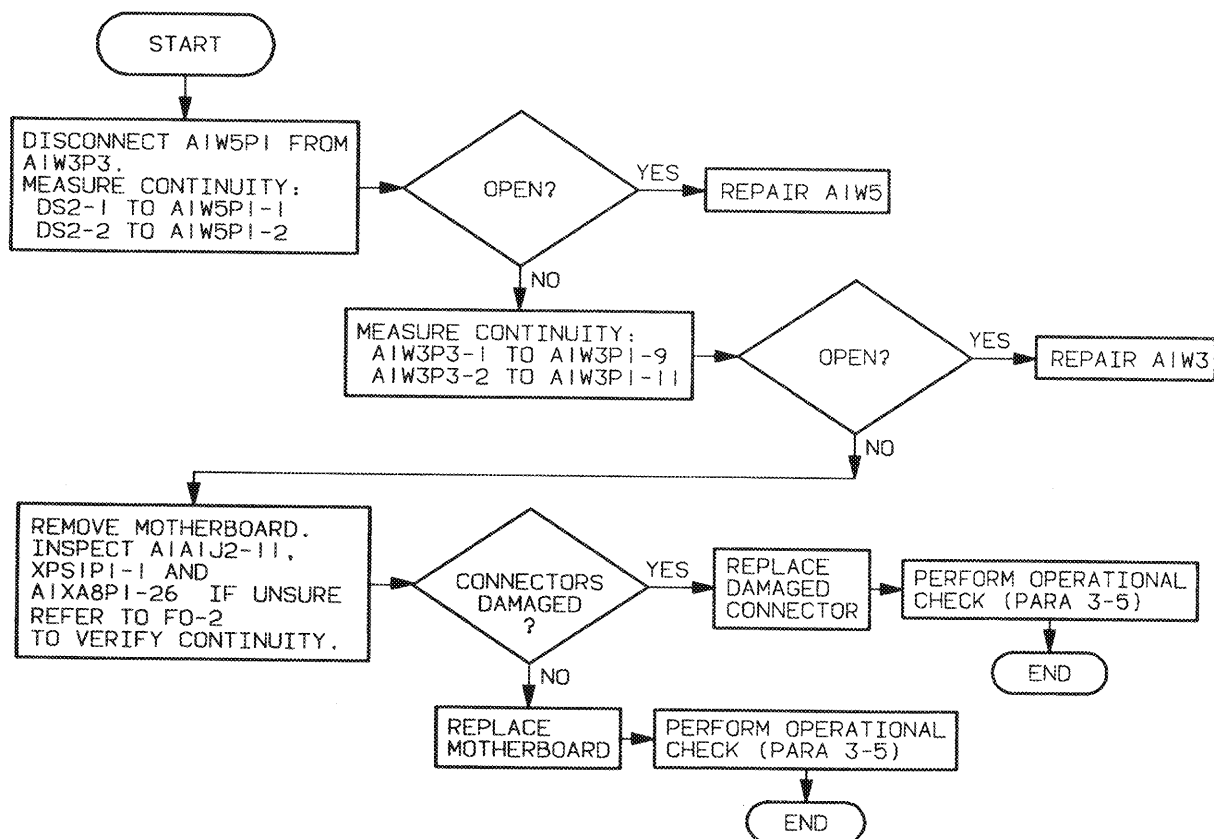 START
DISCONNECT A1W5P1 FROM
A1W3P3.
MEASURE CONTINUITY:
DS2-1 TO A1W5P1-1
DS2-2 TO A1W5P1-2
OPEN?
YES
REPAIR A1W5
NO
MEASURE CONTINUITY:
A1W3P3-1 TO A1W3P1-9
A1W3P3-2 TO A1W3P1-11
OPEN?
YES
REPAIR A1W3
NO
REMOVE MOTHERBOARD.
INSPECT A1A1J2-11,
XPS1P1-1 AND
A1XA8P1-26 IF UNSURE
REFER TO FO-2
TO VERIFY CONTINUITY.
CONNECTORS
DAMAGED
?
YES
REPLACE
DAMAGED
CONNECTOR
PERFORM OPERATIONAL
CHECK (PARA 3-5)
END
NO
REPLACE
MOTHERBOARD
PERFORM OPERATIONAL
CHECK (PARA 3-5)
END